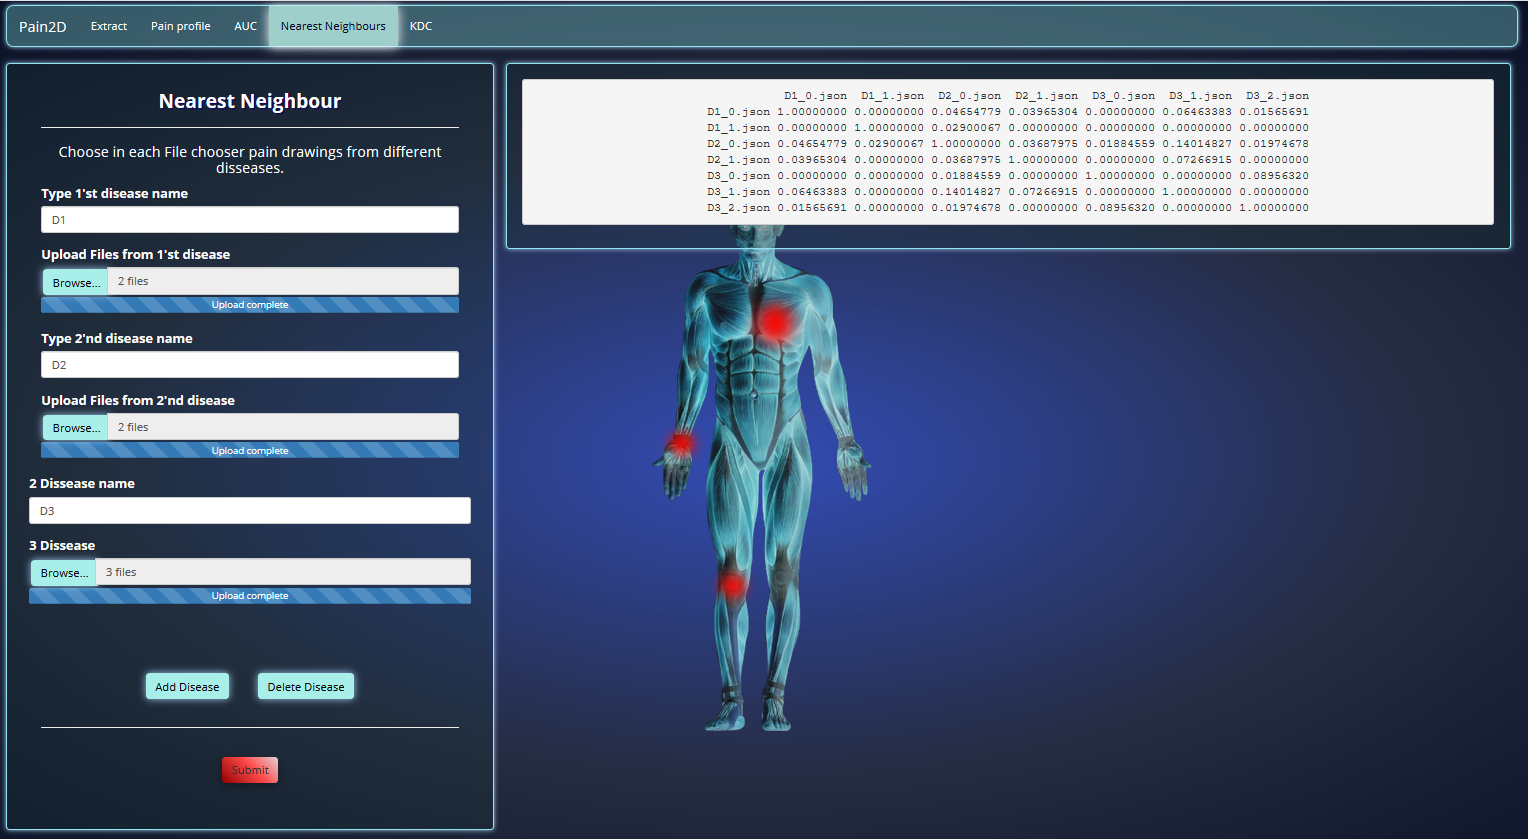 Pain2D Extract Pain profile AUC Nearest Neighbours KDC
Nearest Neighbour
Choose in each File chooser pain drawings from different
disseases.
Type 1'st disease name
D1
Upload Files from 1'st disease
Browse... 2 files
Upload complete
Type 2'nd disease name
D2
Upload Files from 2'nd disease
Browse... 2 files
Upload complete
2 Dissease name
D3
3 Dissease
Browse... 3 files
Upload complete
Add Disease Delete Disease
Submit
D1_0.json D1_1.json D2_0.json D2_1.json D3_0.json D3_1.json D3_2.json
D1_0.json 1.00000000 0.00000000 0.04654779 0.03965304 0.00000000 0.06463383 0.01565691
D1_1.json 0.00000000 1.00000000 0.02900067 0.00000000 0.00000000 0.00000000 0.00000000
D2_0.json 0.04654779 0.02900067 1.00000000 0.03687975 0.01884559 0.14014827 0.01974678
D2_1.json 0.03965304 0.00000000 0.03687975 1.00000000 0.00000000 0.07266915 0.00000000
D3_0.json 0.00000000 0.00000000 0.01884559 0.00000000 1.00000000 0.00000000 0.08956320
D3_1.json 0.06463383 0.00000000 0.14014827 0.07266915 0.00000000 1.00000000 0.00000000
D3_2.json 0.01565691 0.00000000 0.01974678 0.00000000 0.08956320 0.00000000 1.00000000